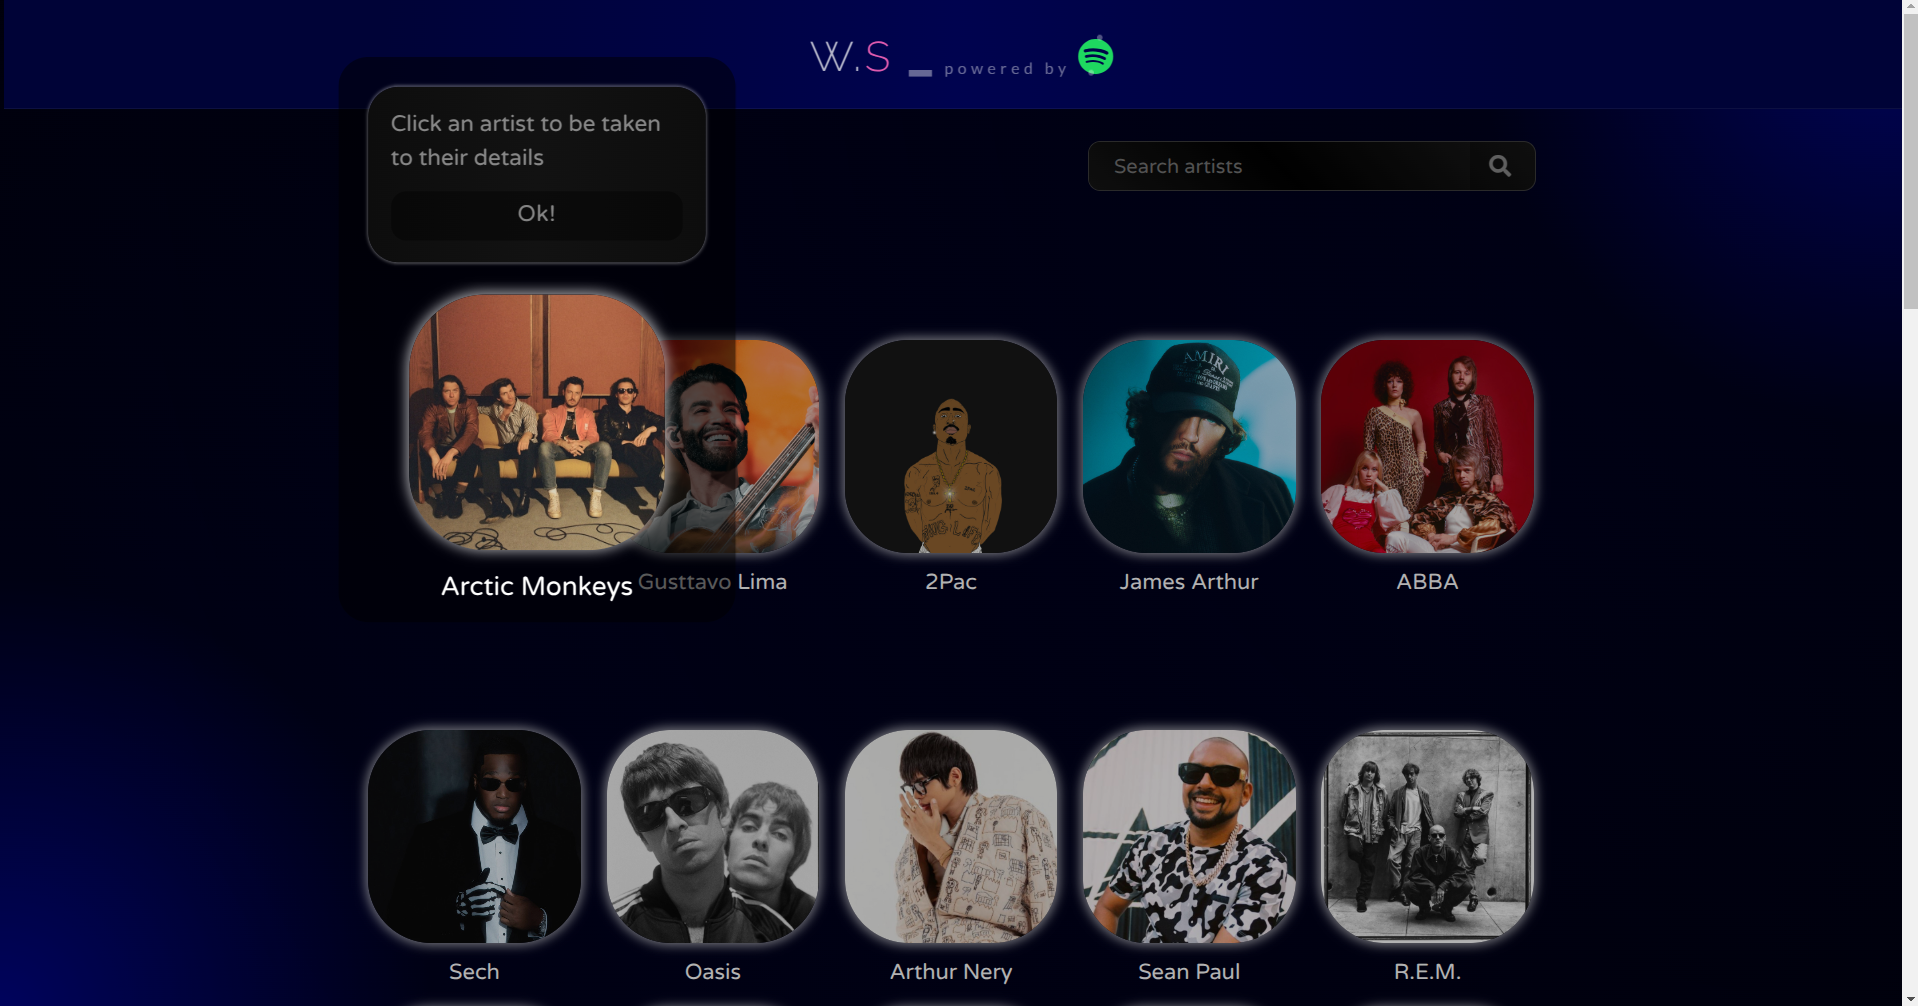 W.S _ powered by
Click an artist to be taken
to their details
Ok!
Search artists
AMIRI
Arctic Monkeys
Gusttavo Lima
2Pac
James Arthur
ABBA
Sech
Oasis
Arthur Nery
Sean Paul
R.E.M.